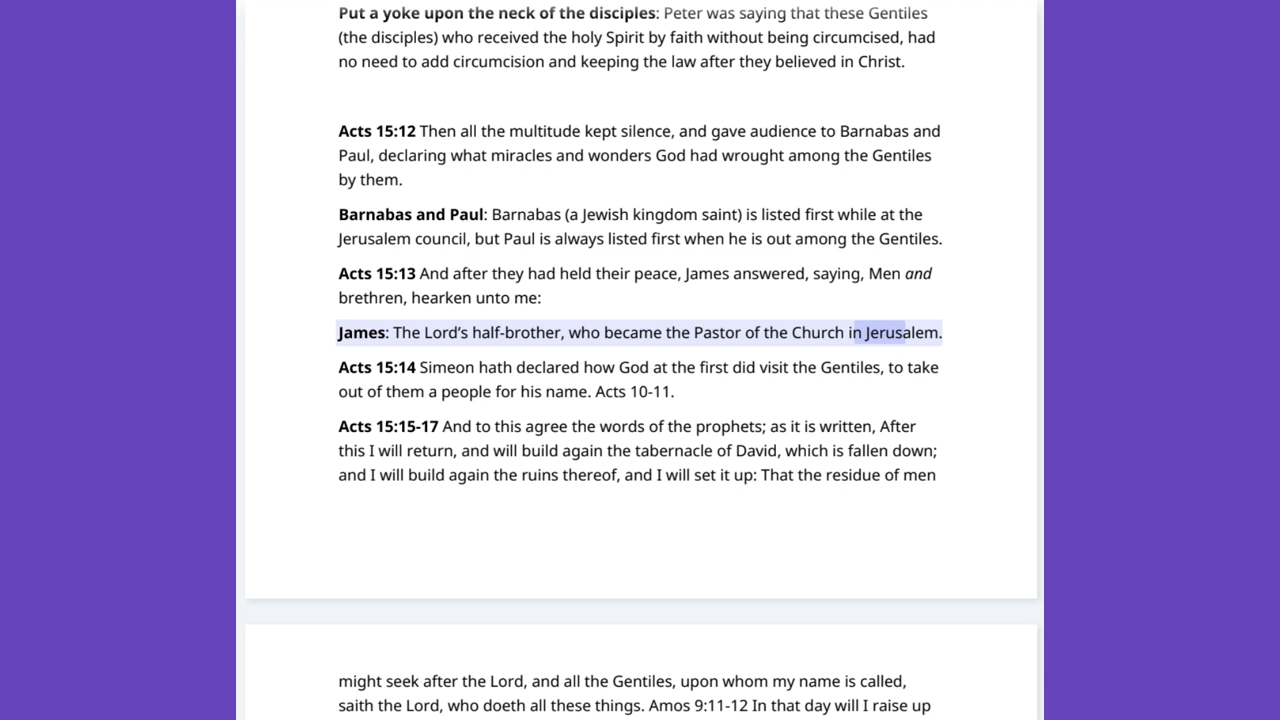 Put a yoke upon the neck of the disciples: Peter was saying that these Gentiles
(the disciples) who received the holy Spirit by faith without being circumcised, had
no need to add circumcision and keeping the law after they believed in Christ.
Acts 15:12 Then all the multitude kept silence, and gave audience to Barnabas and
Paul, declaring what miracles and wonders God had wrought among the Gentiles
by them.
Barnabas and Paul: Barnabas (a Jewish kingdom saint) is listed first while at the
Jerusalem council, but Paul is always listed first when he is out among the Gentiles.
Acts 15:13 And after they had held their peace, James answered, saying, Men and
brethren, hearken unto me:
James: The Lord’s half-brother, who became the Pastor of the Church in Jerusalem.
Acts 15:14 Simeon hath declared how God at the first did visit the Gentiles, to take
out of them a people for his name. Acts 10-11.
Acts 15:15-17 And to this agree the words of the prophets; as it is written, After
this I will return, and will build again the tabernacle of David, which is fallen down;
and I will build again the ruins thereof, and I will set it up: That the residue of men
might seek after the Lord, and all the Gentiles, upon whom my name is called,
saith the Lord, who doeth all these things. Amos 9:11-12 In that day will I raise up